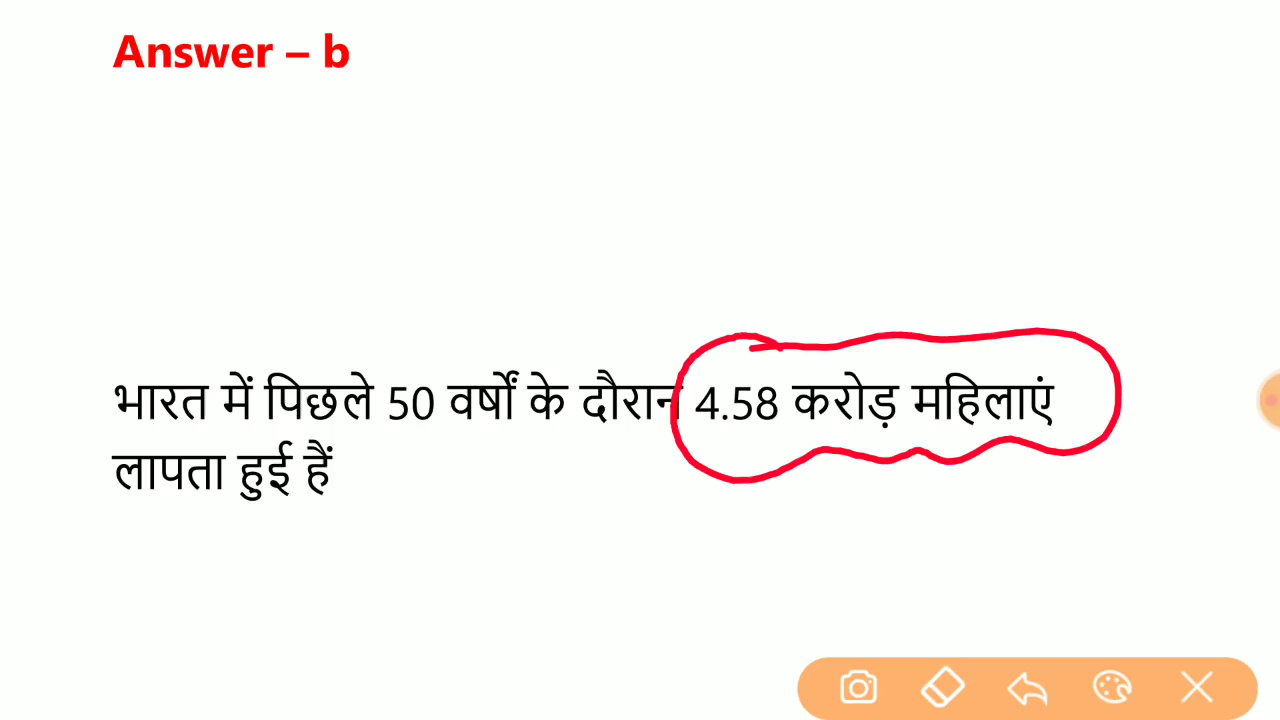 Answer – b
भारत में पिछले 50 वर्षों के दौरान 4.58 करोड़ महिलाएं
लापता हुई हैं